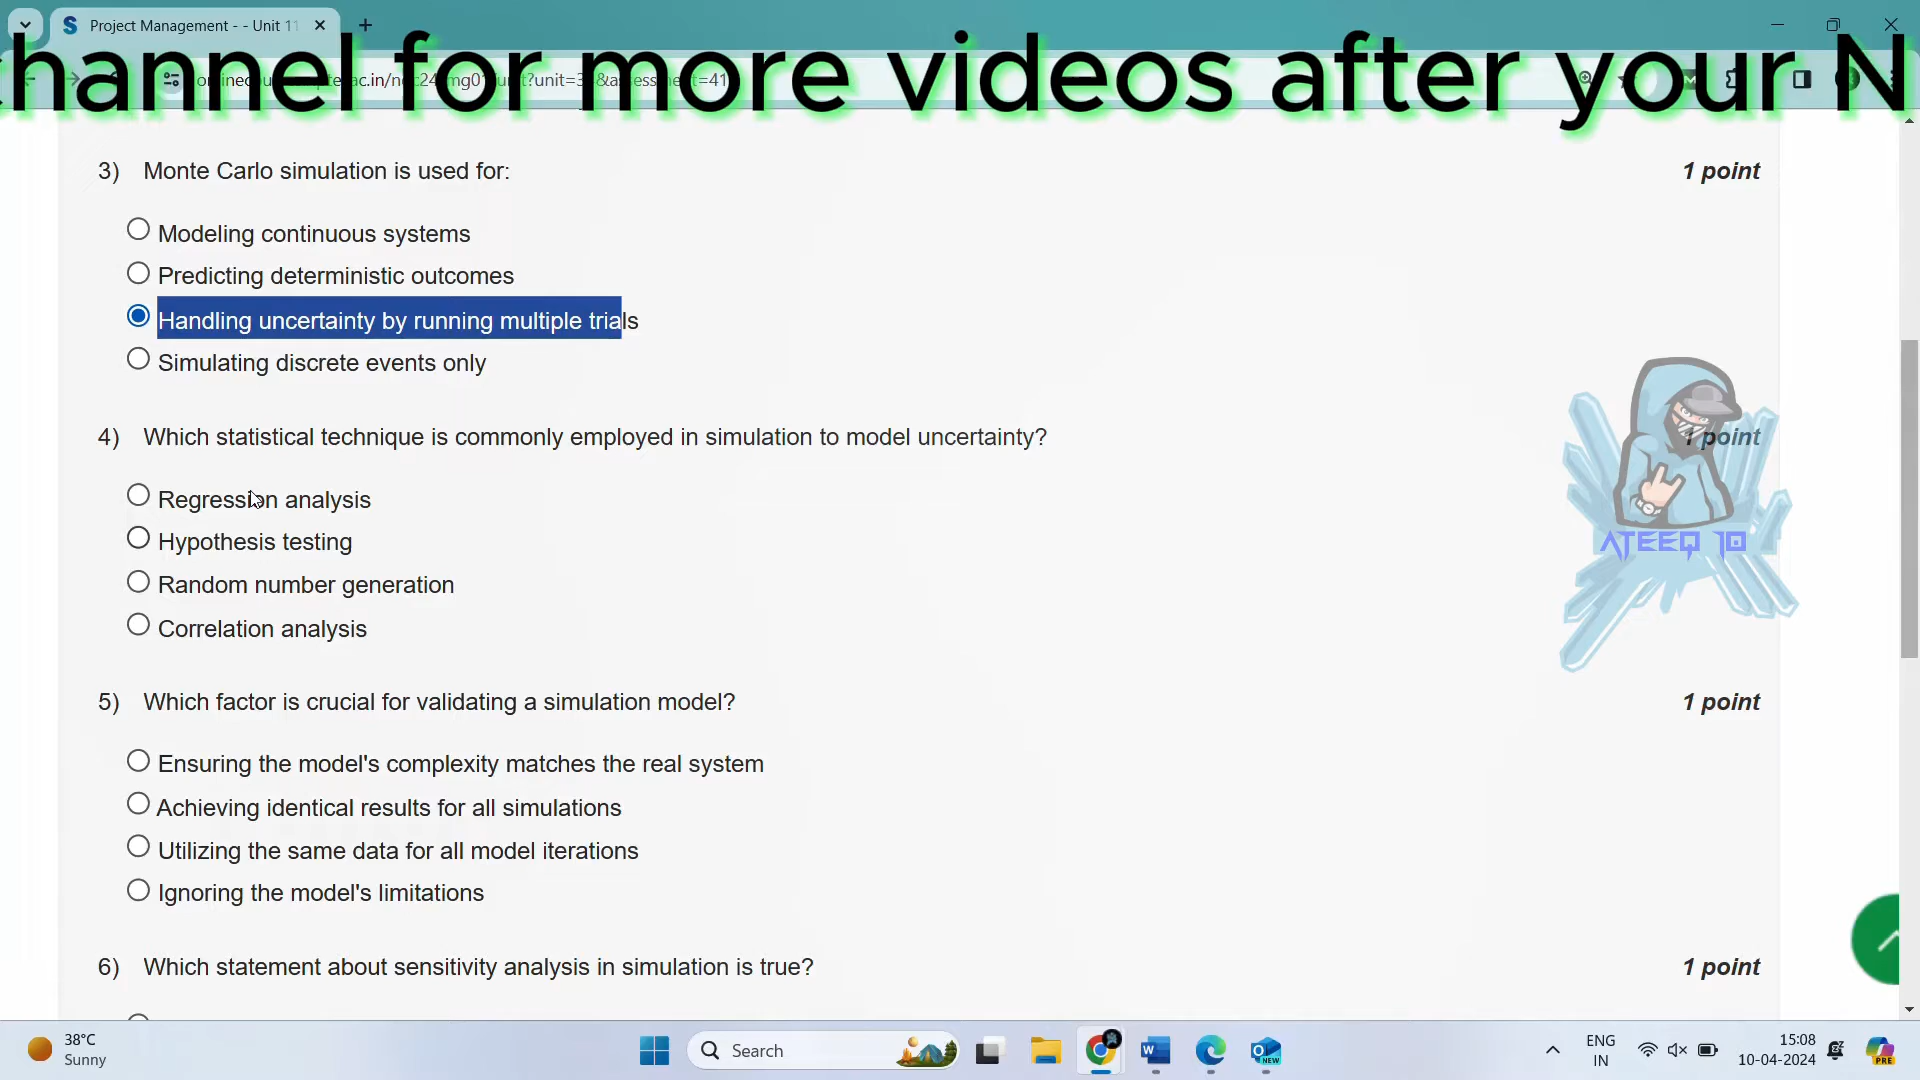 Project Management - - Unit 11
channel for more videos after your N
3) Monte Carlo simulation is used for: 1 point
Modeling continuous systems
Predicting deterministic outcomes
Handling uncertainty by running multiple trials
Simulating discrete events only
4) Which statistical technique is commonly employed in simulation to model uncertainty? 1 point
Regression analysis
Hypothesis testing
Random number generation
Correlation analysis
ATEEQ 10
5) Which factor is crucial for validating a simulation model? 1 point
Ensuring the model's complexity matches the real system
Achieving identical results for all simulations
Utilizing the same data for all model iterations
Ignoring the model's limitations
6) Which statement about sensitivity analysis in simulation is true? 1 point
38°C
Sunny
Search
ENG
IN
15:08
10-04-2024
NEW
PRE